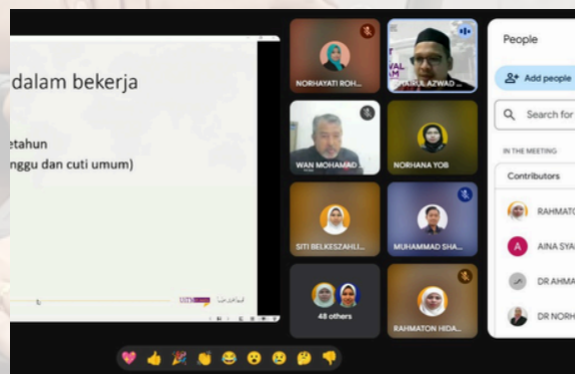 dalam bekerja
etahun
nggu dan cuti umum)
NORHAYATI ROH...
AZWAD ...
WAN MOHAMAD ...
NORHANA YOB
SITI BELKESZAHLI...
MUHAMMAD SHA...
48 others
RAHMATON HIDA...
People
Add people
Search for
IN THE MEETING
Contributors
RAHMATO
A
AINA SYA
DR AHMA
DR NORH